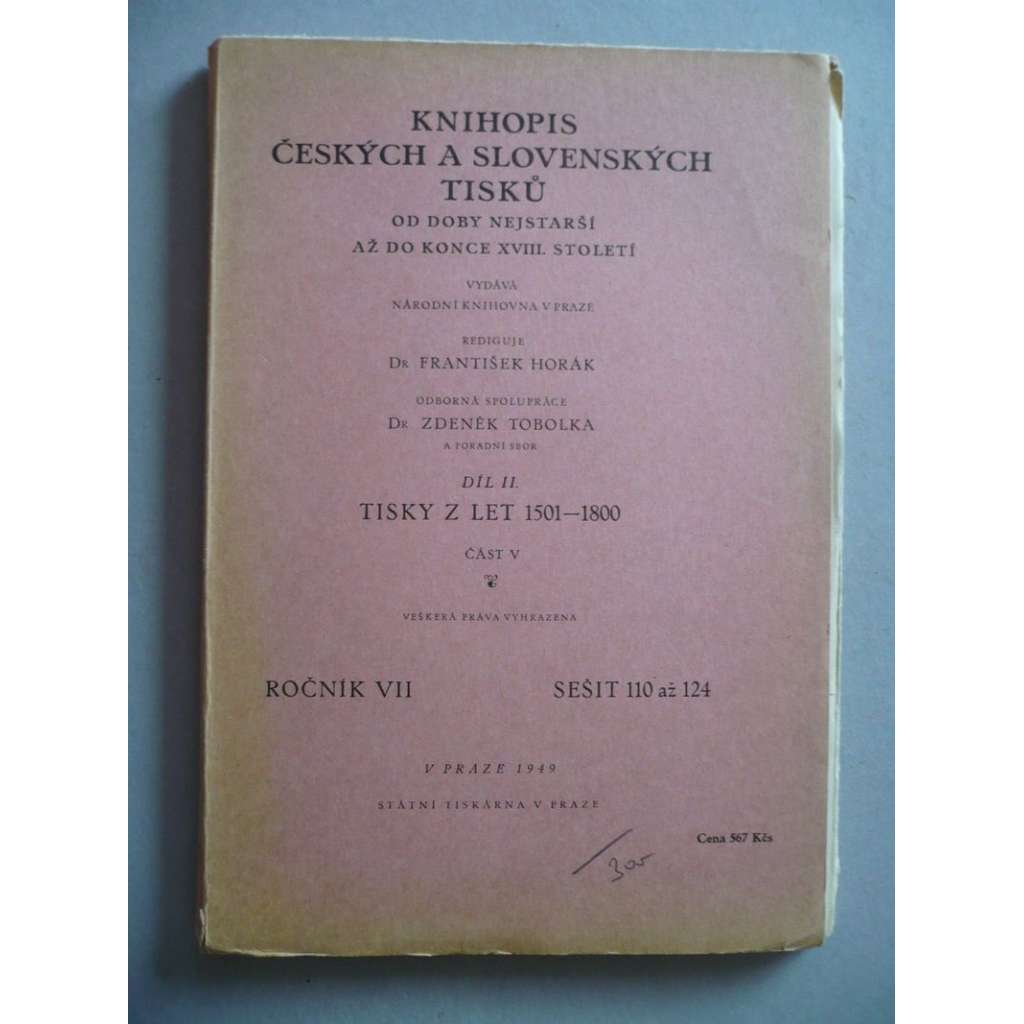 KNIHOPIS
ČESKÝCH A SLOVENSKÝCH
TISKŮ
OD DOBY NEJSTARŠÍ
AŽ DO KONCE XVIII. STOLETÍ
VYDÁVÁ
NÁRODNÍ KNIHOVNA V PRAZE
REDIGUJE
DR FRANTIŠEK HORÁK
ODBORNÁ SPOLUPRÁCE
DR ZDENĚK TOBOLKA
A PORADNÍ SBOR
DÍL II.
TISKY Z LET 1501—1800
ČÁST V
VEŠKERÁ PRÁVA VYHRAZENA
ROČNÍK VII SEŠIT 110 až 124
V PRAZE 1949
STÁTNÍ TISKÁRNA V PRAZE
Cena 567 Kčs